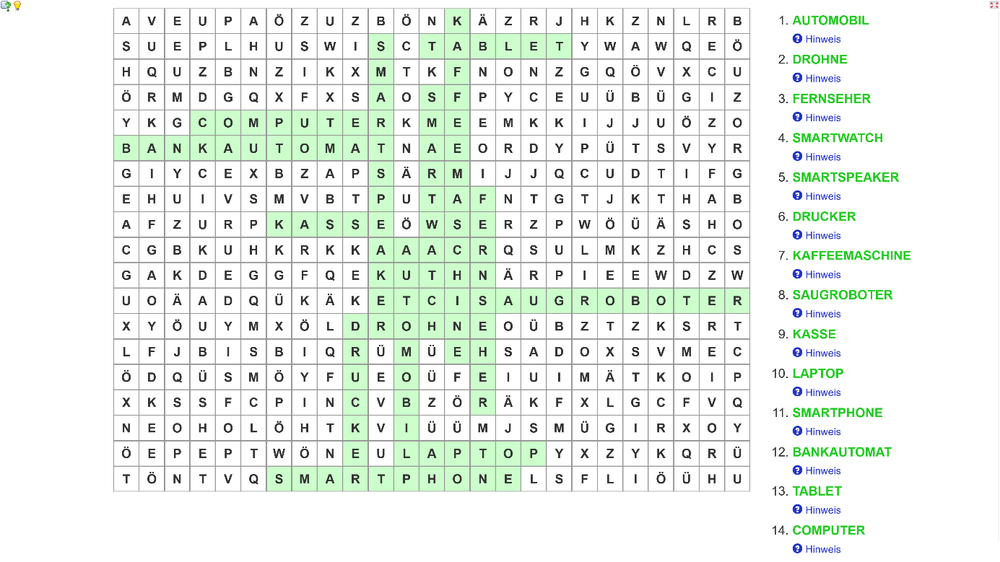 A V E U P A Ö Z U Z B Ö N K Ä Z R J H K Z N L R B
S U E P L H U S W I S C T A B L E T Y W A W Q E Ö
H Q U Z B N Z I K X M T K F N O N Z G Q Ö V X C U
Ö R M D G Q X F X S A O S F P Y C E U Ü B Ü G I Z
Y K G C O M P U T E R K M E E M K K I J J U Ö Z O
B A N K A U T O M A T N A E O R D Y P Ü T S V Y R
G I Y C E X B Z A P S Ä R M I J J Q C U D T I F G
E H U I V S M V B T P U T A F N T G T J K T H A B
A F Z U R P K A S S E Ö W S E R Z P W Ö Ü Ä S H O
C G B K U H K R K K A A A C R Q S U L M K Z H C S
G A K D E G G F Q E K U T H N Ä R P I E E W D Z W
U O Ä A D Q Ü K Ä K E T C I S A U G R O B O T E R
X Y Ö U Y M X Ö L D R O H N E O Ü B Z T Z K S R T
L F J B I S B I Q R Ü M Ü E H S A D O X S V M E C
Ö D Q Ü S M Ö Y F U E O Ü F E I U I M Ä T K O I P
X K S S F C P I N C V B Z Ö R Ä K F X L G C F V Q
N E O H O L Ö H T K V I Ü Ü M J S M Ü G I R X O Y
Ö E P E P T W Ö N E U L A P T O P Y X Z Y K Q R Ü
T Ö N T V Q S M A R T P H O N E L S F L I Ö Ü H U
1. AUTOMOBIL
Hinweis
2. DROHNE
Hinweis
3. FERNSEHER
Hinweis
4. SMARTWATCH
Hinweis
5. SMARTSPEAKER
Hinweis
6. DRUCKER
Hinweis
7. KAFFEEMASCHINE
Hinweis
8. SAUGROBOTER
Hinweis
9. KASSE
Hinweis
10. LAPTOP
Hinweis
11. SMARTPHONE
Hinweis
12. BANKAUTOMAT
Hinweis
13. TABLET
Hinweis
14. COMPUTER
Hinweis